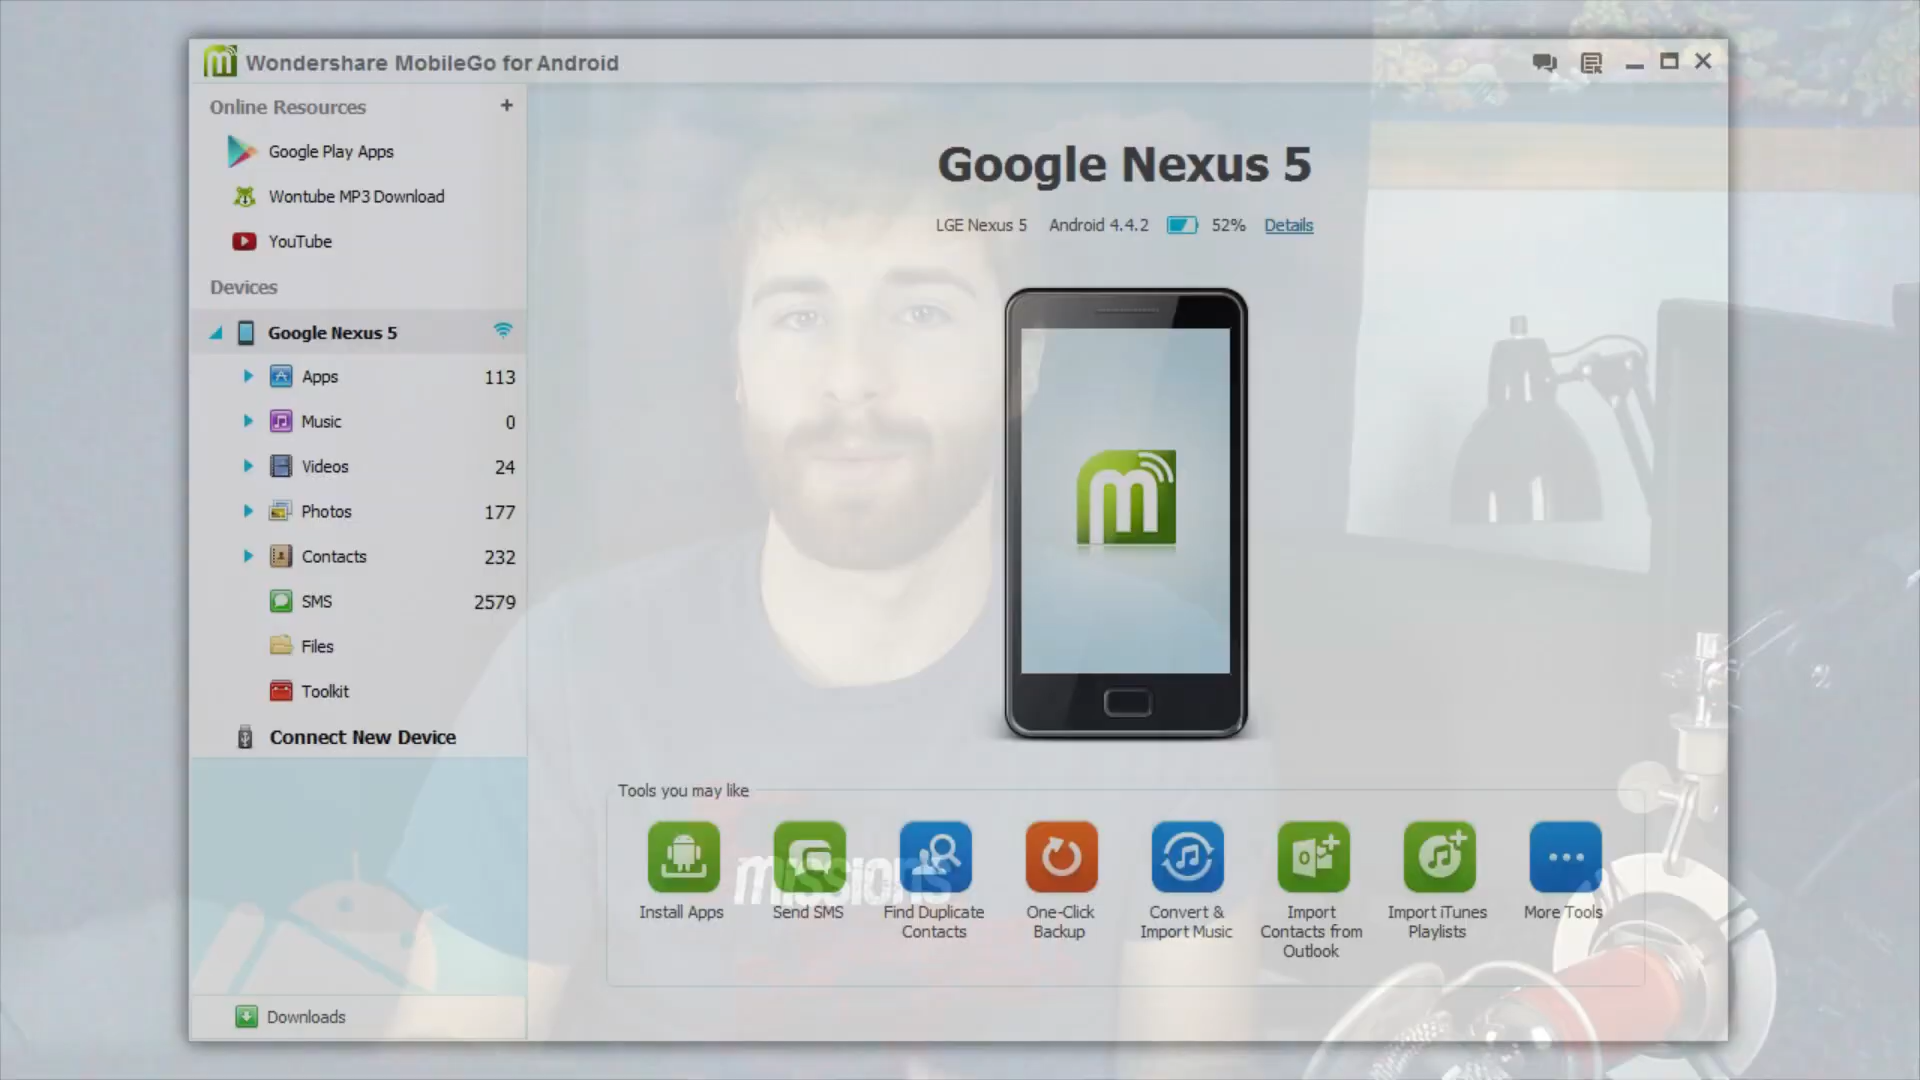 Wondershare MobileGo for Android
Online Resources +
Google Play Apps
Wontube MP3 Download
YouTube
Devices
Google Nexus 5
Apps 113
Music 0
Videos 24
Photos 177
Contacts 232
SMS 2579
Files
Toolkit
Connect New Device
Downloads
Google Nexus 5
LGE Nexus 5 Android 4.4.2 52% Details
m
Tools you may like
missions
Install Apps
Send SMS
Find Duplicate
Contacts
One-Click
Backup
Convert &
Import Music
Import
Contacts from
Outlook
Import iTunes
Playlists
More Tools